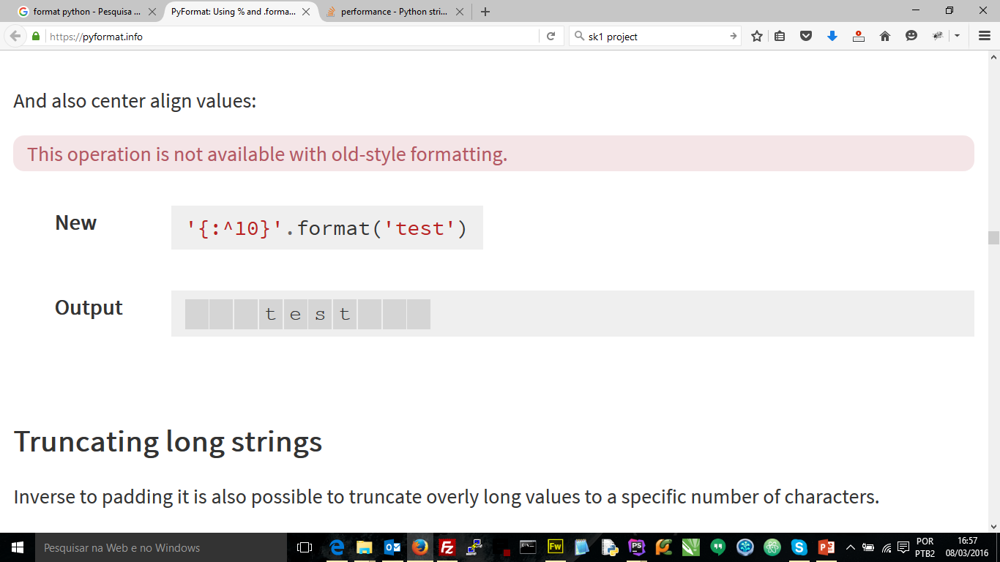 format python - Pesquisa ...
PyFormat: Using % and .forma...
performance - Python stri...
https://pyformat.info
sk1 project
And also center align values:
This operation is not available with old-style formatting.
New
'{:^10}'.format('test')
Output
test
Truncating long strings
Inverse to padding it is also possible to truncate overly long values to a specific number of characters.
Pesquisar na Web e no Windows
Fz
Fw
PS
POR
PTB2
16:57
08/03/2016